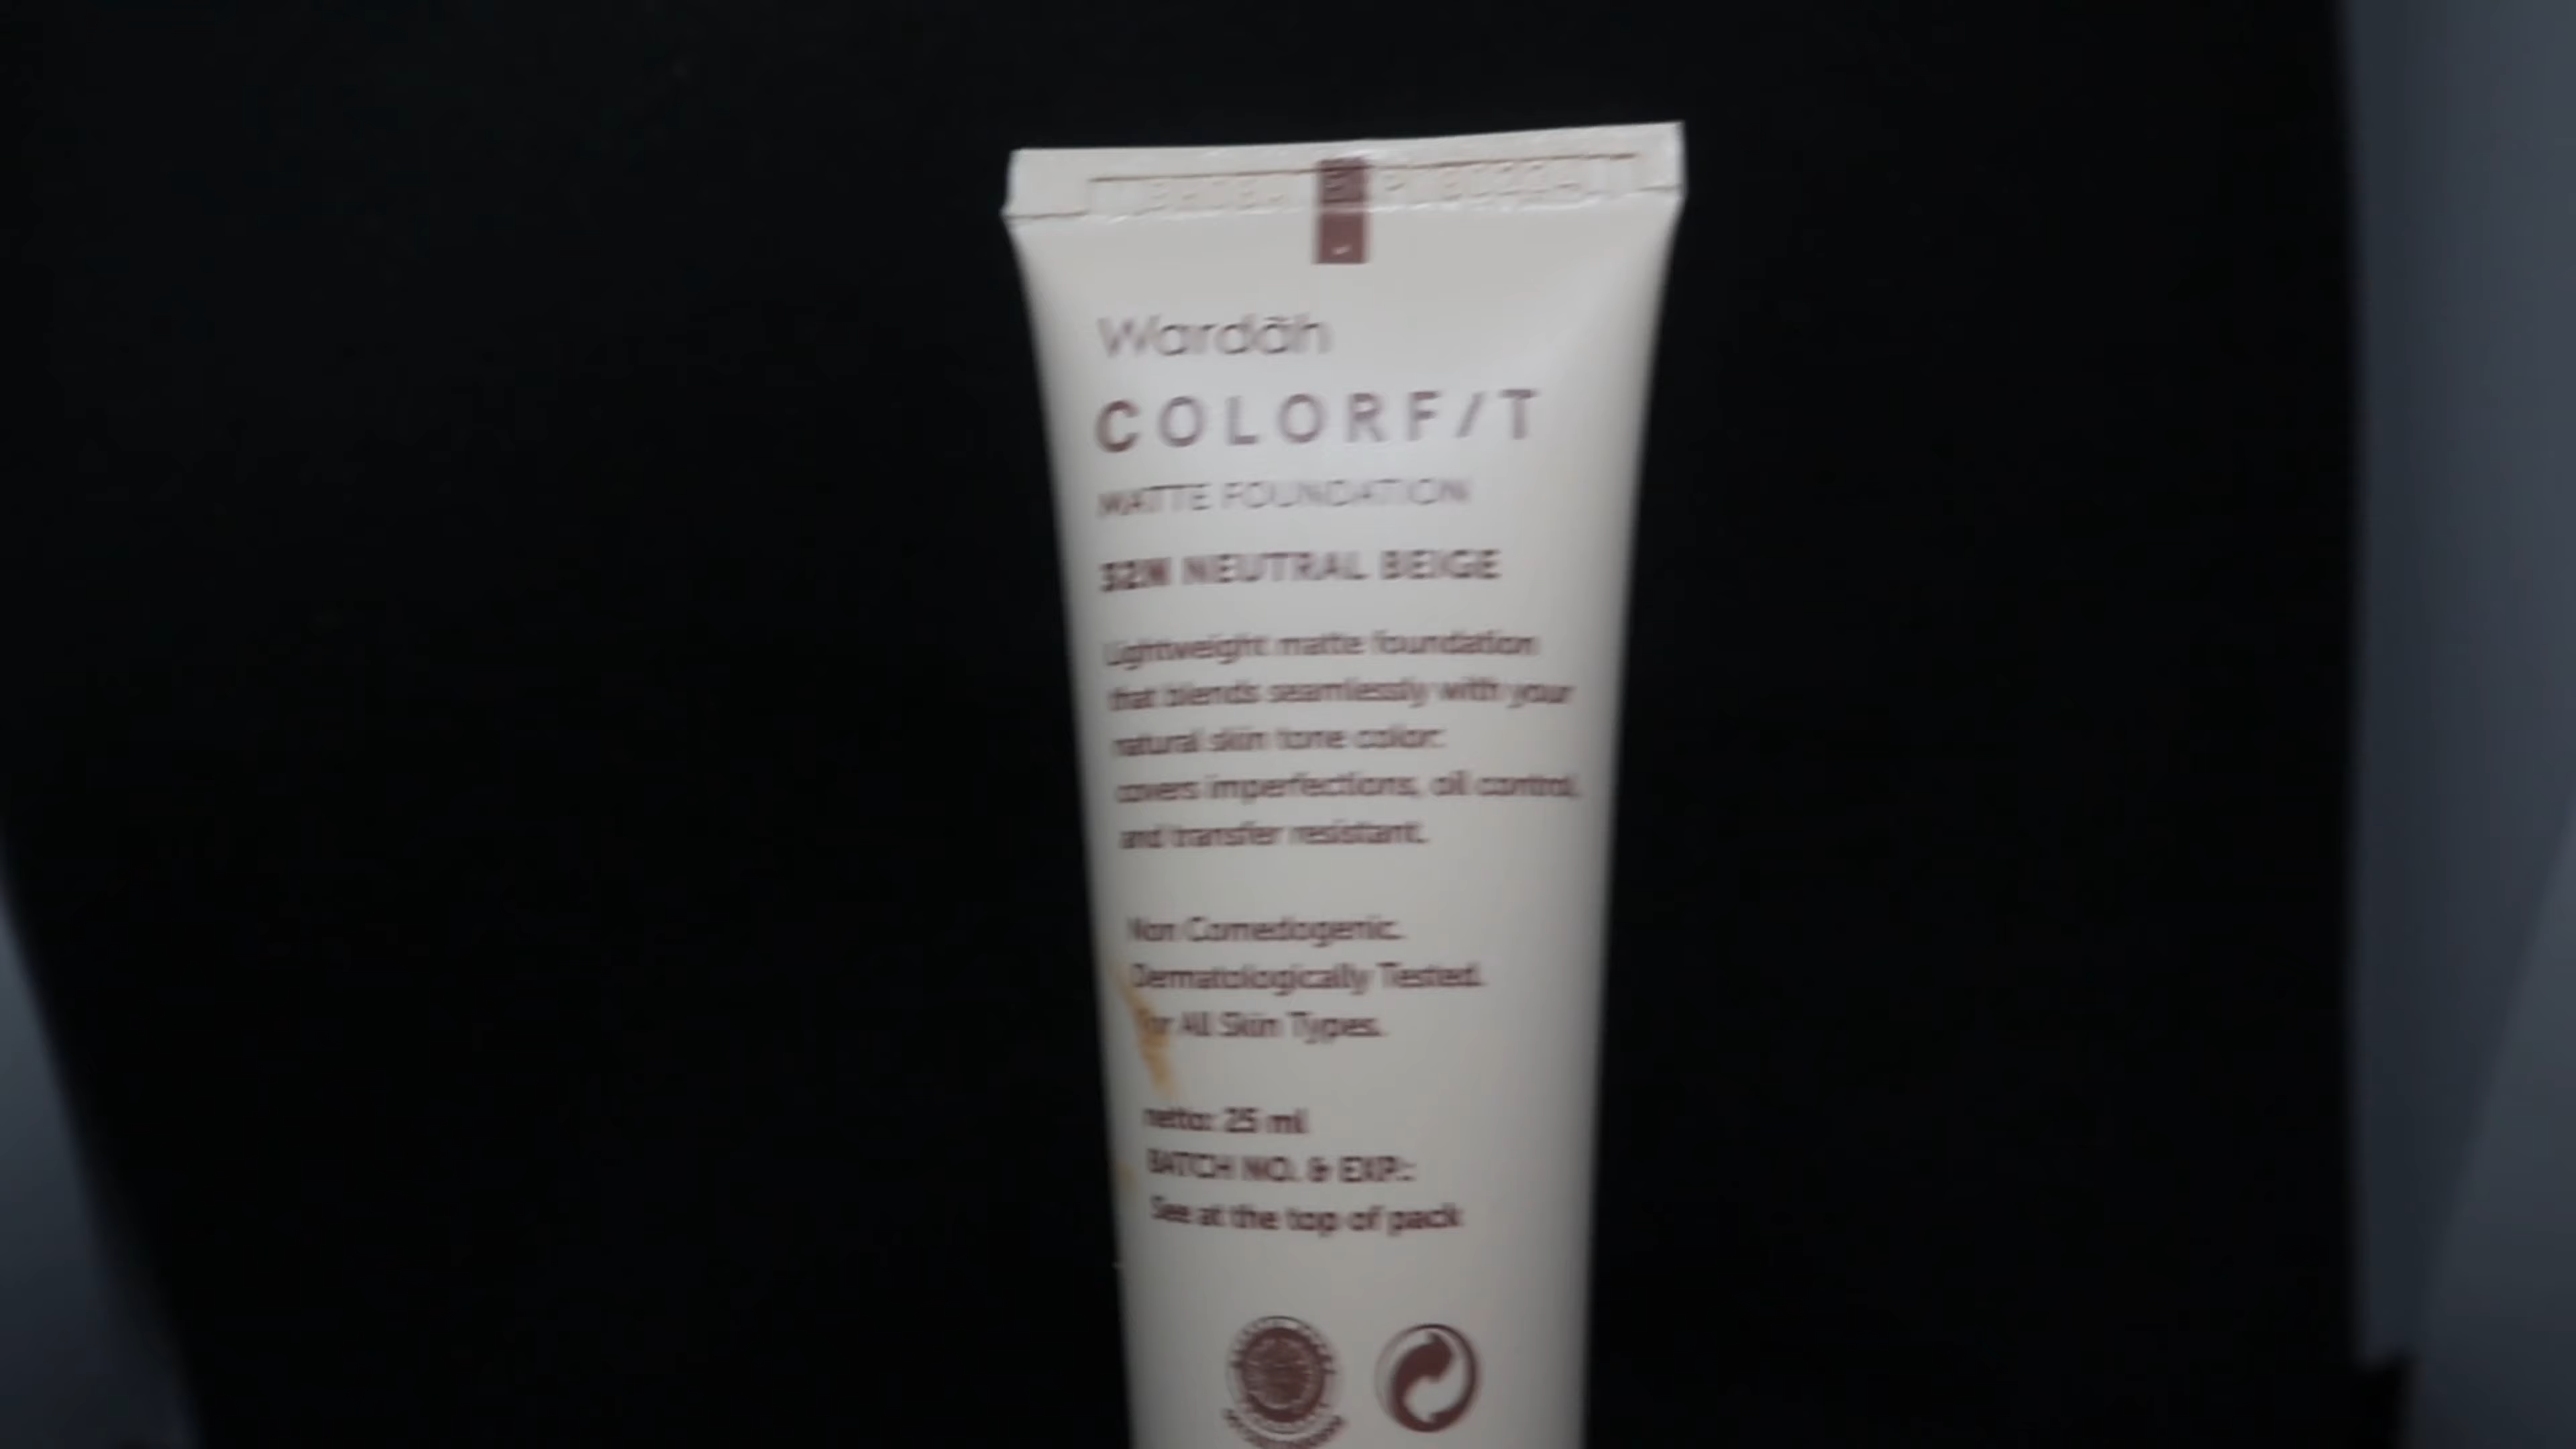 Wardah
COLORF/T
MATTE FOUNDATION
32N NEUTRAL BEIGE
Lightweight matte foundation
that blends seamlessly with your
natural skin tone color:
covers imperfections, oil control,
and transfer resistant.
Non Comedogenic.
Dermatologically Tested.
For All Skin Types.
netto: 25 ml
BATCH NO. & EXP.:
See at the top of pack